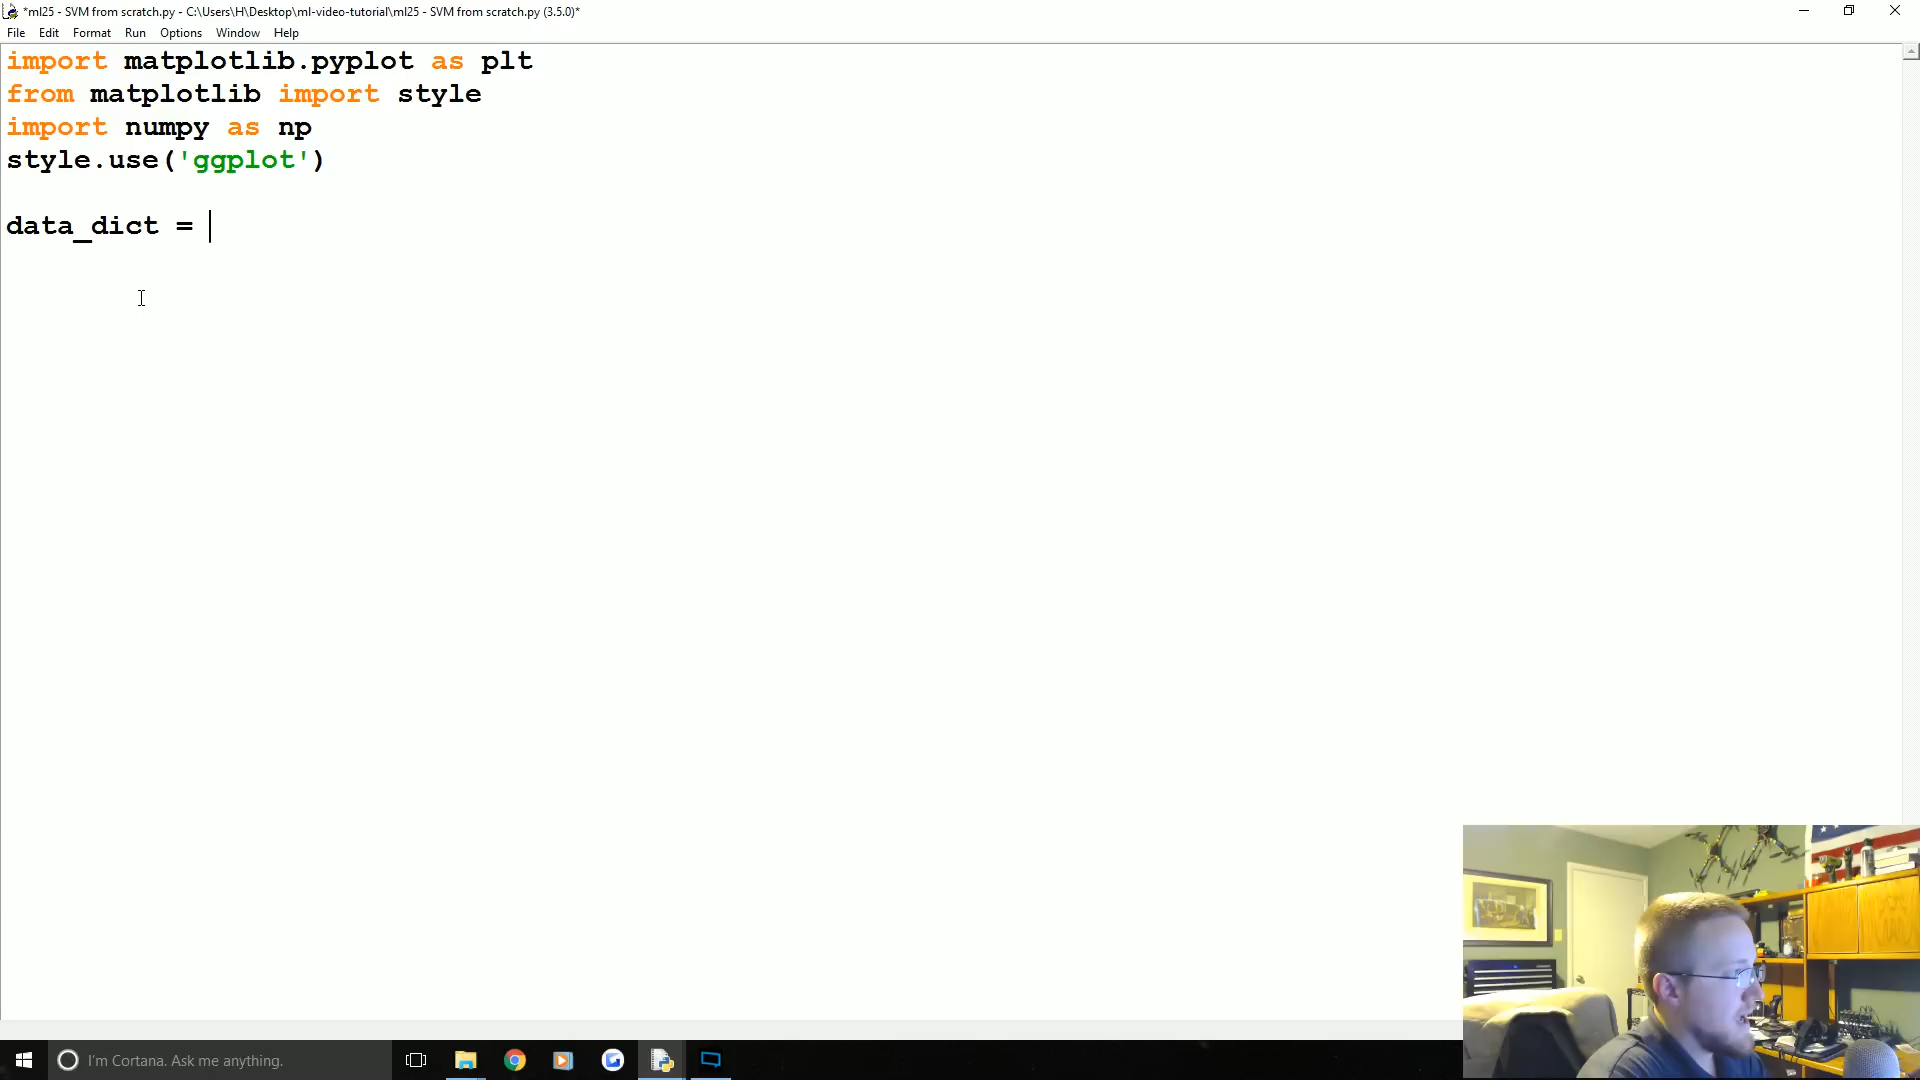 *ml25 - SVM from scratch.py - C:\Users\H\Desktop\ml-video-tutorial\ml25 - SVM from scratch.py (3.5.0)*
File Edit Format Run Options Window Help
import matplotlib.pyplot as plt
from matplotlib import style
import numpy as np
style.use('ggplot')
data_dict =
I'm Cortana. Ask me anything.